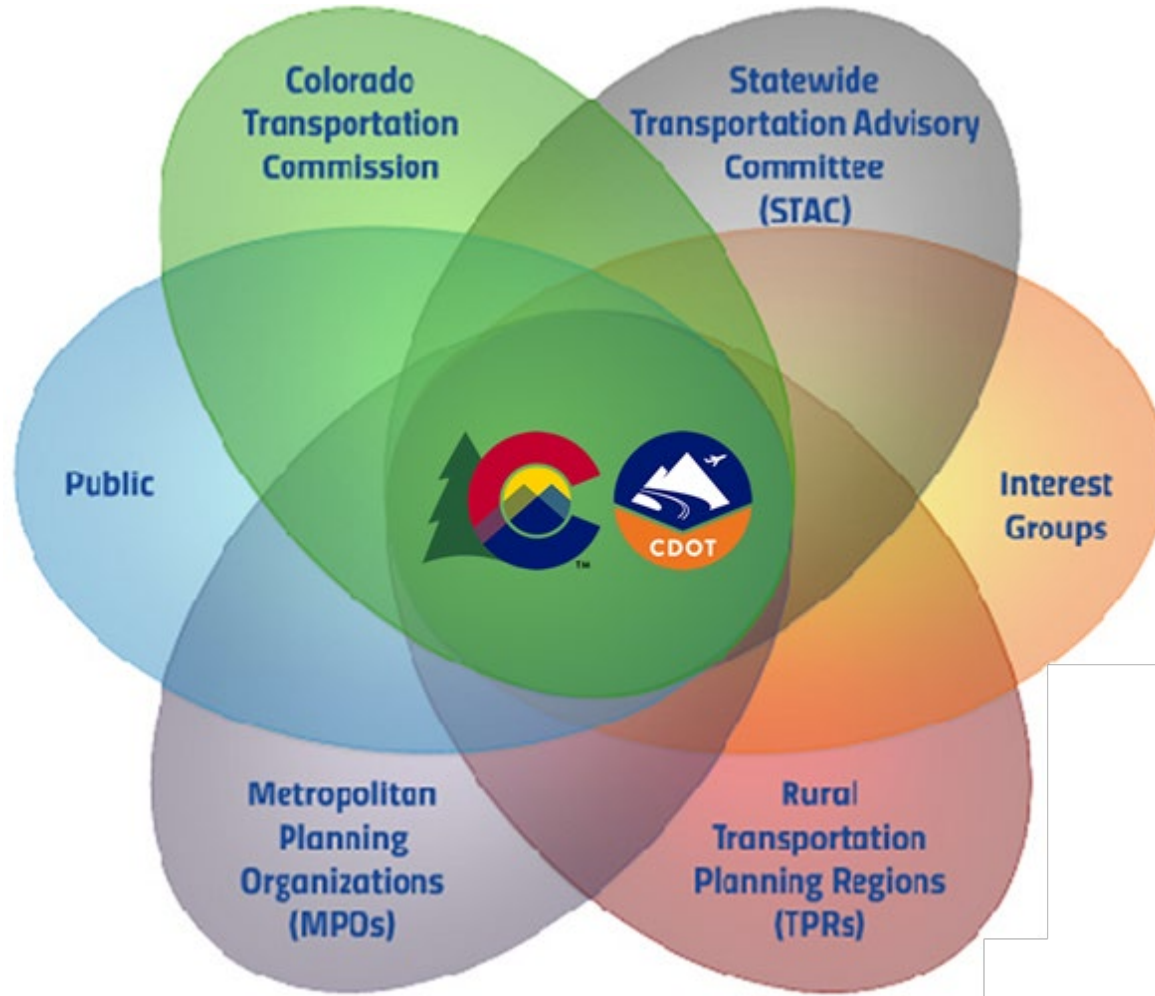 Colorado
Transportation
Commission
Statewide
Transportation Advisory
Committee
(STAC)
Public
Interest
Groups
CDOT
TM
Metropolitan
Planning
Organizations
(MPOs)
Rural
Transportation
Planning Regions
(TPRs)